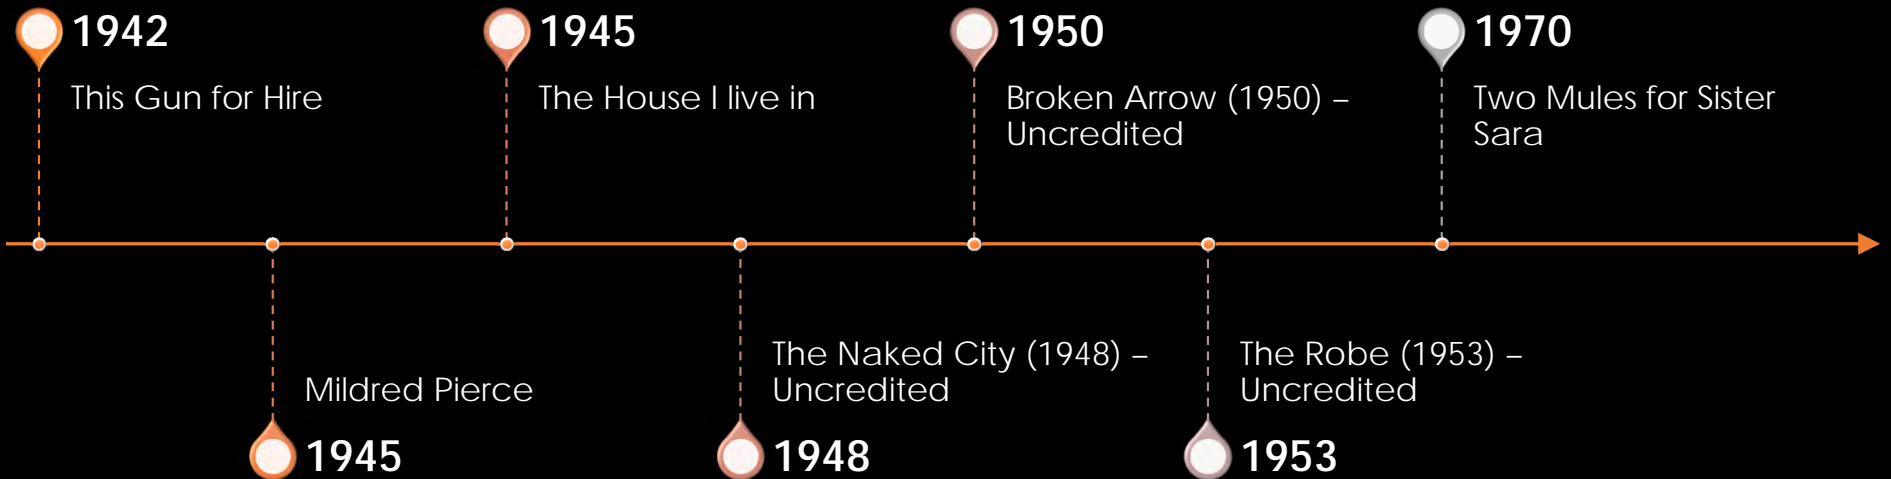 1942
This Gun for Hire
1945
Mildred Pierce
1945
The House I live in
1948
The Naked City (1948) –
Uncredited
1950
Broken Arrow (1950) –
Uncredited
1953
The Robe (1953) –
Uncredited
1970
Two Mules for Sister
Sara